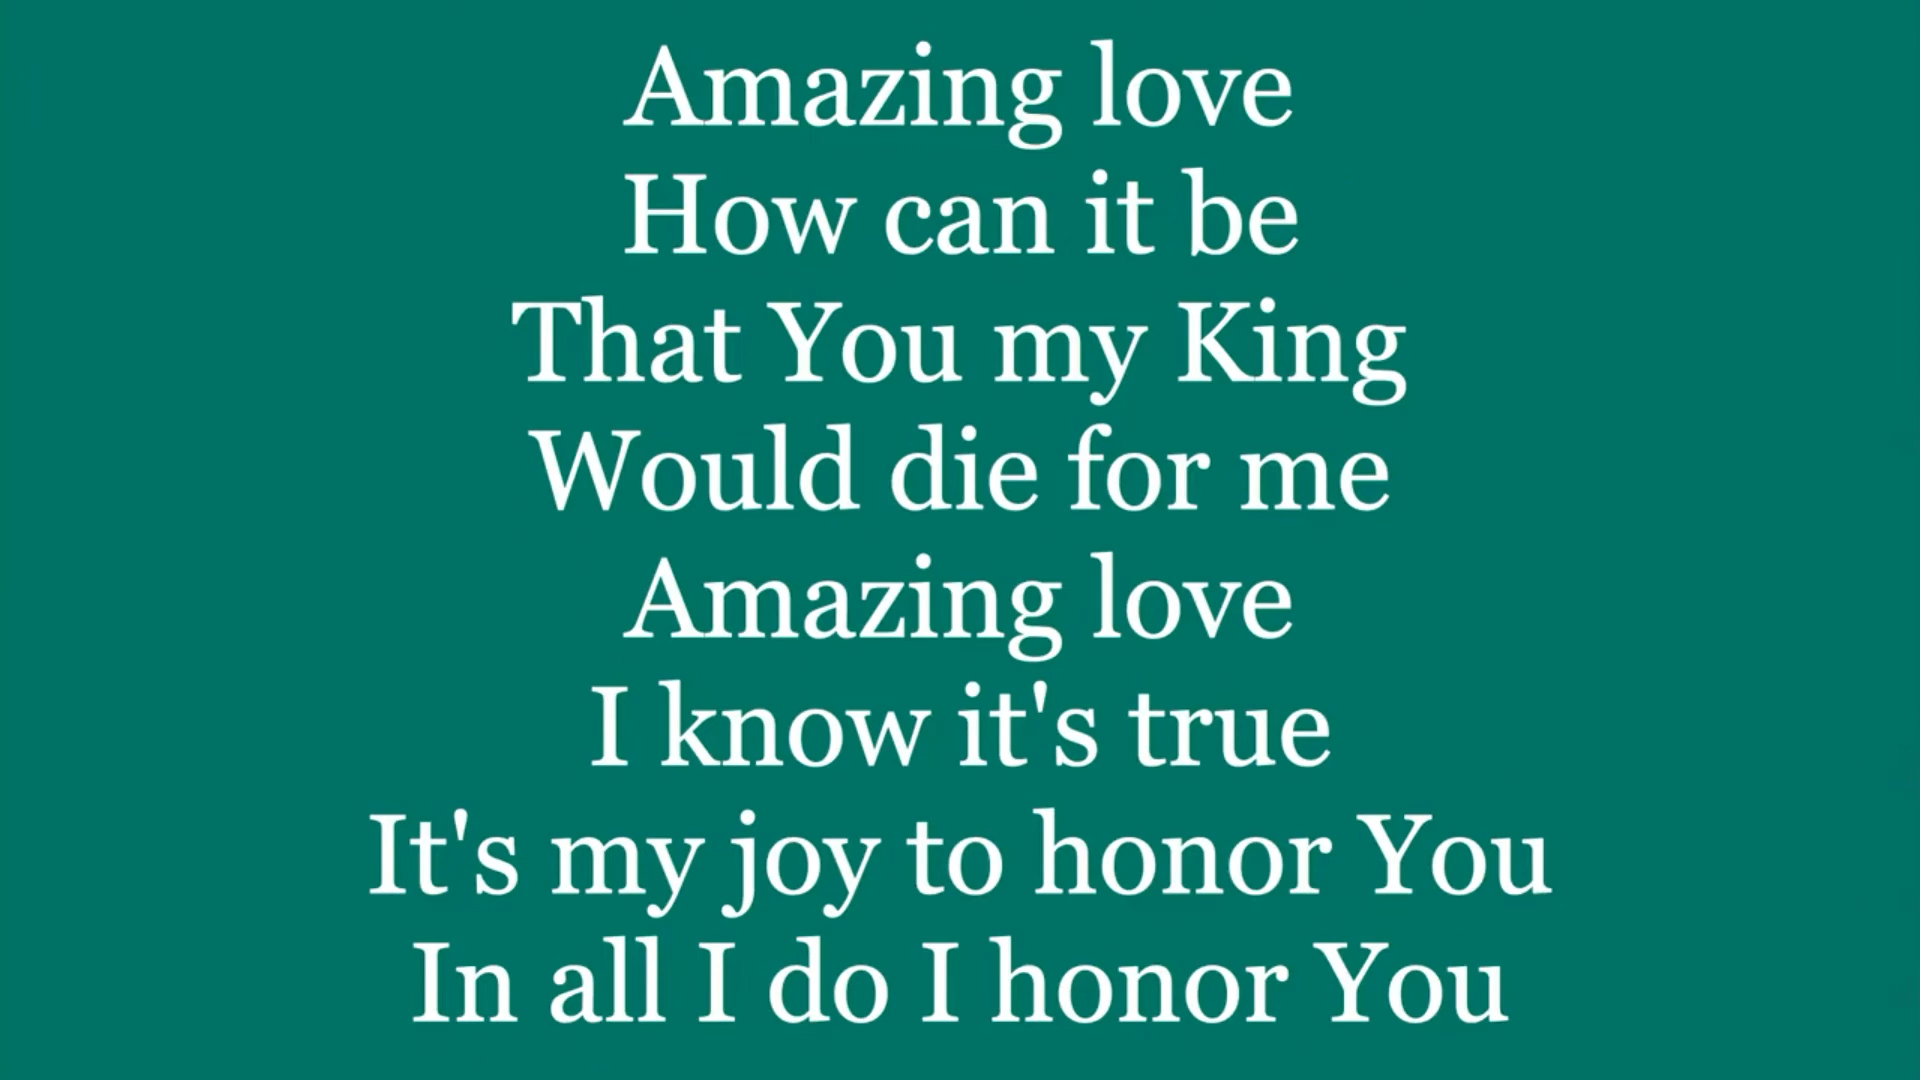 Amazing love
How can it be
That You my King
Would die for me
Amazing love
I know it's true
It's my joy to honor You
In all I do I honor You